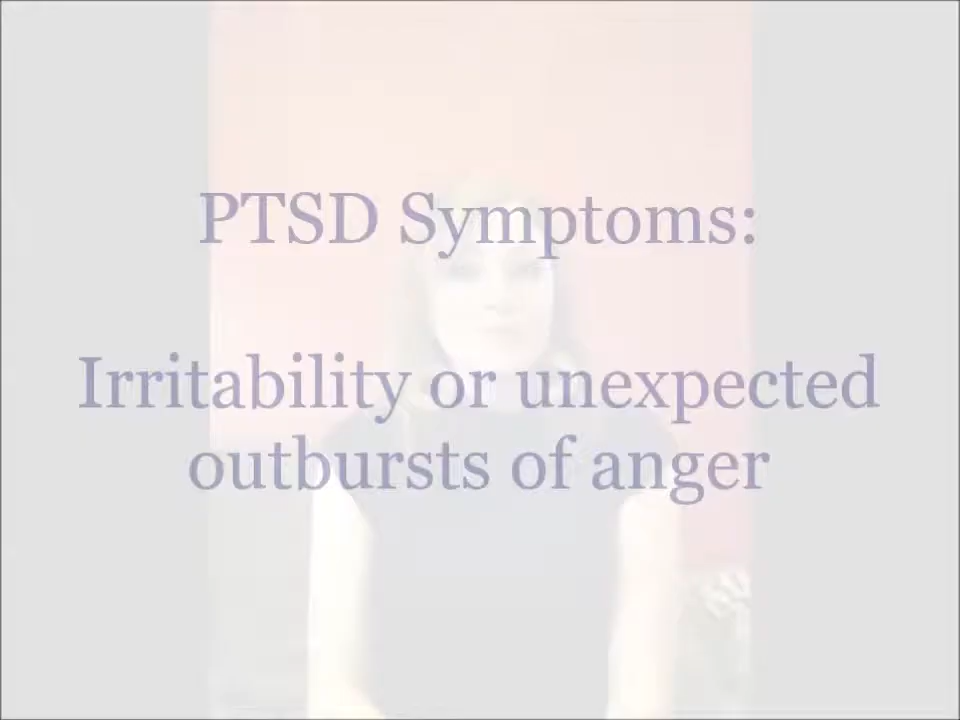 PTSD Symptoms:
Irritability or unexpected
outbursts of anger